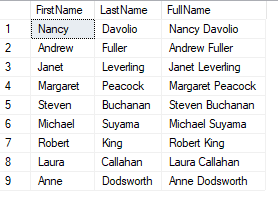 FirstName LastName FullName
1 Nancy Davolio Nancy Davolio
2 Andrew Fuller Andrew Fuller
3 Janet Leverling Janet Leverling
4 Margaret Peacock Margaret Peacock
5 Steven Buchanan Steven Buchanan
6 Michael Suyama Michael Suyama
7 Robert King Robert King
8 Laura Callahan Laura Callahan
9 Anne Dodsworth Anne Dodsworth